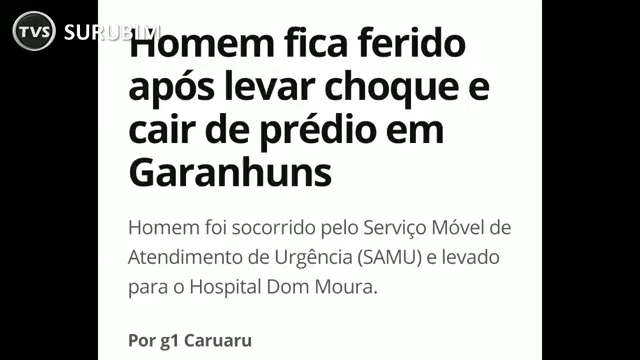 TVS SURUBIM
Homem fica ferido
após levar choque e
cair de prédio em
Garanhuns
Homem foi socorrido pelo Serviço Móvel de
Atendimento de Urgência (SAMU) e levado
para o Hospital Dom Moura.
Por g1 Caruaru